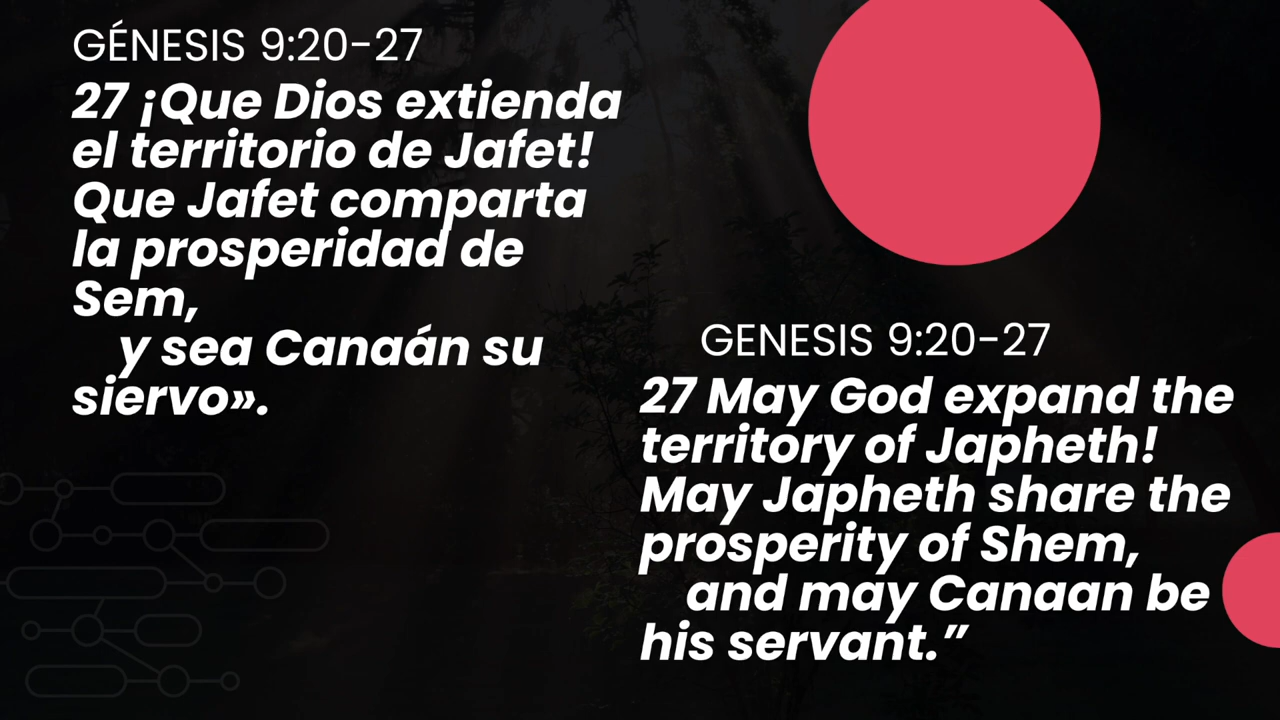 GÉNESIS 9:20-27
27 ¡Que Dios extienda
el territorio de Jafet!
Que Jafet comparta
la prosperidad de
Sem,
y sea Canaán su
siervo».
GENESIS 9:20-27
27 May God expand the
territory of Japheth!
May Japheth share the
prosperity of Shem,
and may Canaan be
his servant.”